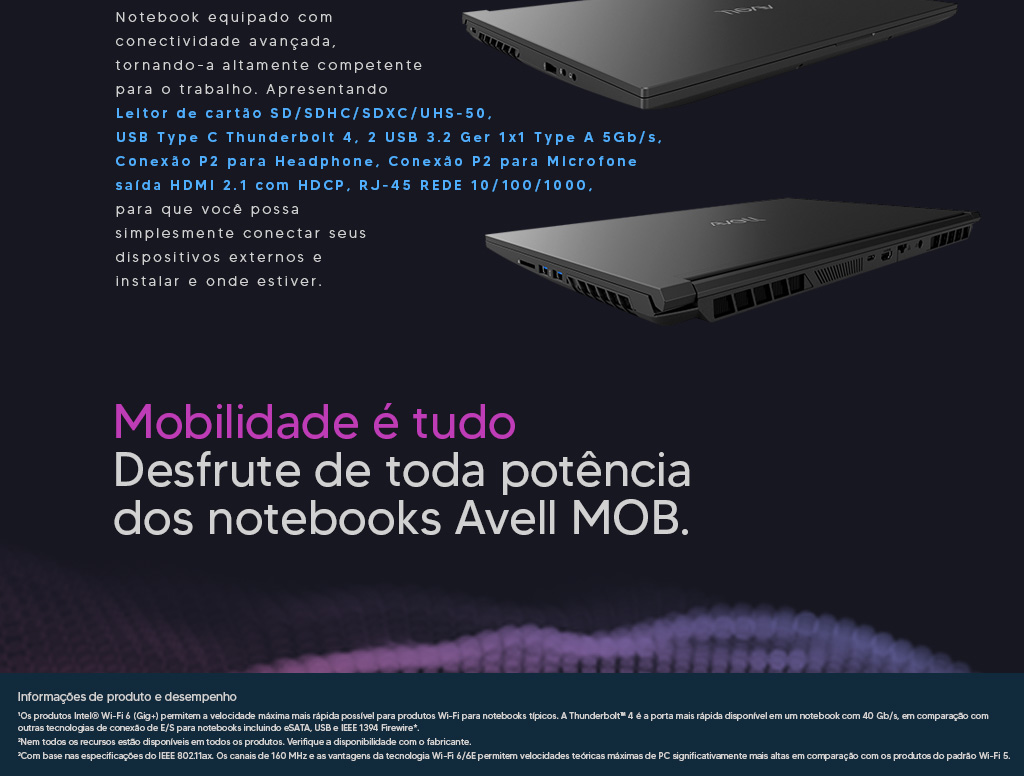 Notebook equipado com
conectividade avançada,
tornando-a altamente competente
para o trabalho. Apresentando
Leitor de cartão SD/SDHC/SDXC/UHS-50,
USB Type C Thunderbolt 4, 2 USB 3.2 Ger 1x1 Type A 5Gb/s,
Conexão P2 para Headphone, Conexão P2 para Microfone
saída HDMI 2.1 com HDCP, RJ-45 REDE 10/100/1000,
para que você possa
simplesmente conectar seus
dispositivos externos e
instalar e onde estiver.
Avell
Avell
Mobilidade é tudo
Desfrute de toda potência
dos notebooks Avell MOB.
Informações de produto e desempenho
¹Os produtos Intel® Wi-Fi 6 (Gig+) permitem a velocidade máxima mais rápida possível para produtos Wi-Fi para notebooks típicos. A Thunderbolt™ 4 é a porta mais rápida disponível em um notebook com 40 Gb/s, em comparação com
outras tecnologias de conexão de E/S para notebooks incluindo eSATA, USB e IEEE 1394 Firewire*.
²Nem todos os recursos estão disponíveis em todos os produtos. Verifique a disponibilidade com o fabricante.
³Com base nas especificações do IEEE 802.11ax. Os canais de 160 MHz e as vantagens da tecnologia Wi-Fi 6/6E permitem velocidades teóricas máximas de PC significativamente mais altas em comparação com os produtos do padrão Wi-Fi 5.